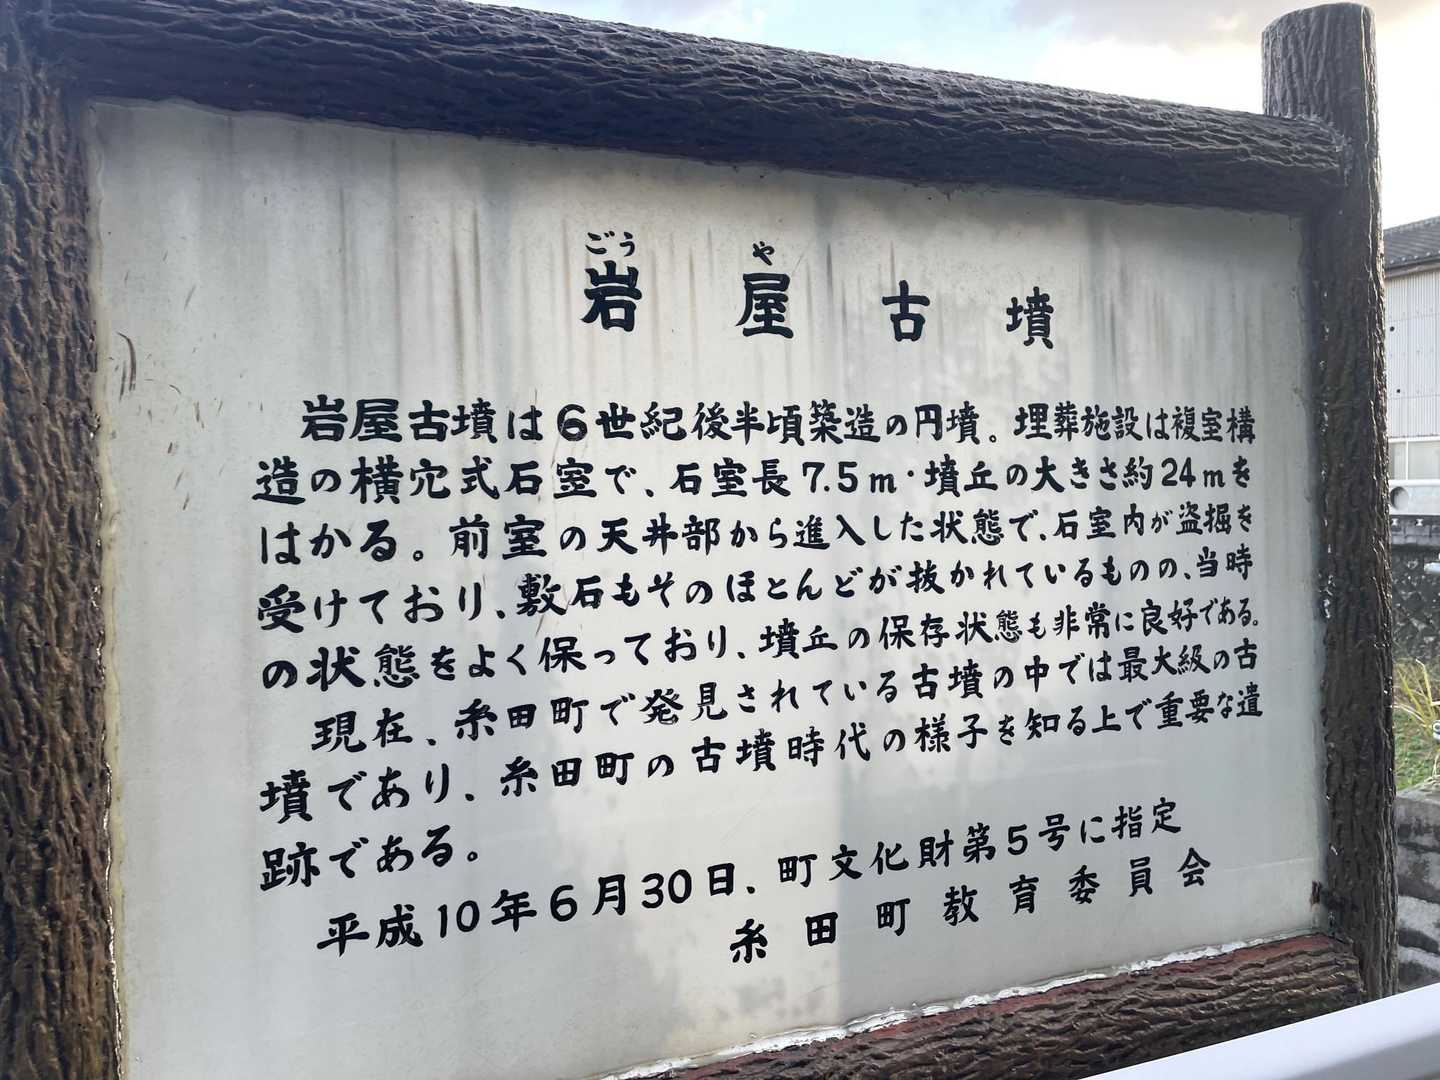 ごう や
岩屋古墳
岩屋古墳は6世紀後半頃築造の円墳。埋葬施設は複室構
造の横穴式石室で、石室長7.5m・墳丘の大きさ約24mを
はかる。前室の天井部から進入した状態で、石室内が盗掘を
受けており、敷石もそのほとんどが抜かれているものの、当時
の状態をよく保っており、墳丘の保存状態も非常に良好である。
現在、糸田町で発見されている古墳の中では最大級の古
墳であり、糸田町の古墳時代の様子を知る上で重要な遺
跡である。
平成10年6月30日、町文化財第5号に指定
糸田町教育委員会